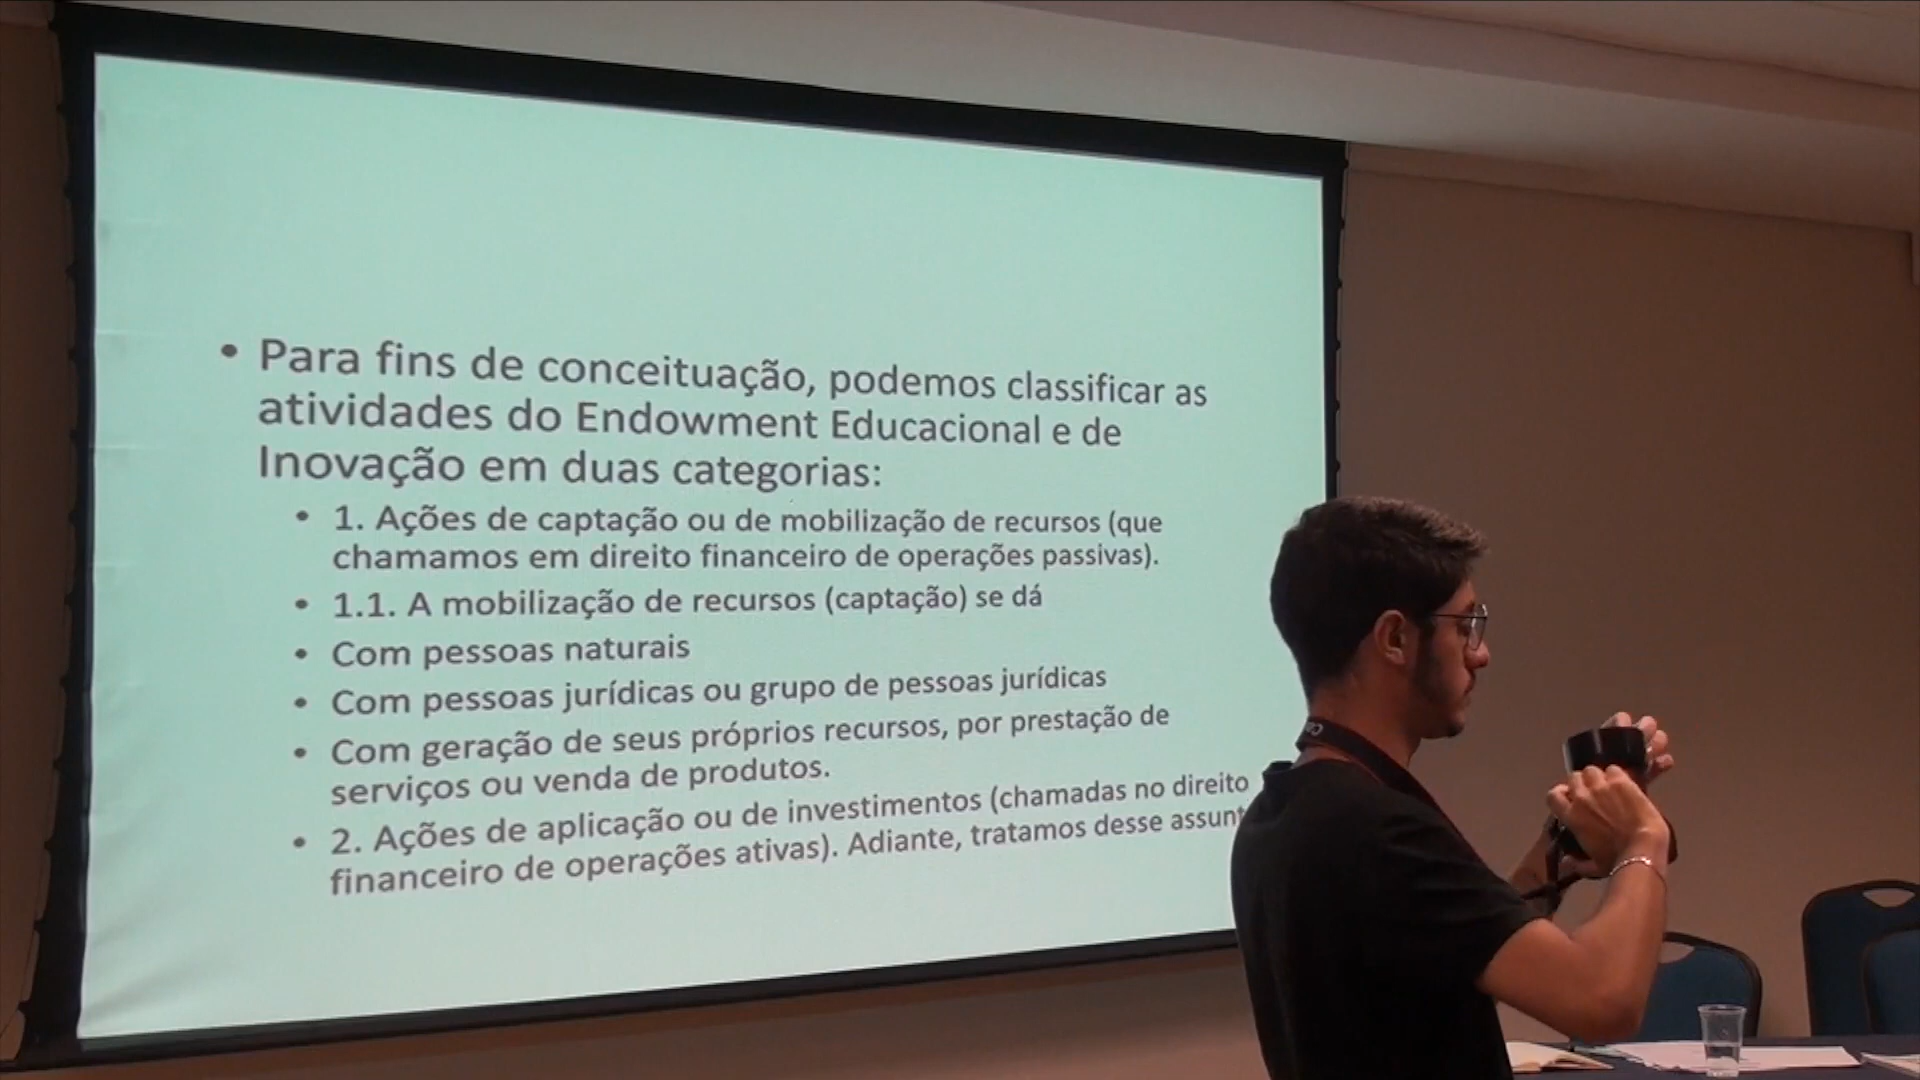 • Para fins de conceituação, podemos classificar as
atividades do Endowment Educacional e de
Inovação em duas categorias:
• 1. Ações de captação ou de mobilização de recursos (que
chamamos em direito financeiro de operações passivas).
• 1.1. A mobilização de recursos (captação) se dá
• Com pessoas naturais
• Com pessoas jurídicas ou grupo de pessoas jurídicas
• Com geração de seus próprios recursos, por prestação de
serviços ou venda de produtos.
• 2. Ações de aplicação ou de investimentos (chamadas no direito
financeiro de operações ativas). Adiante, tratamos desse assunt